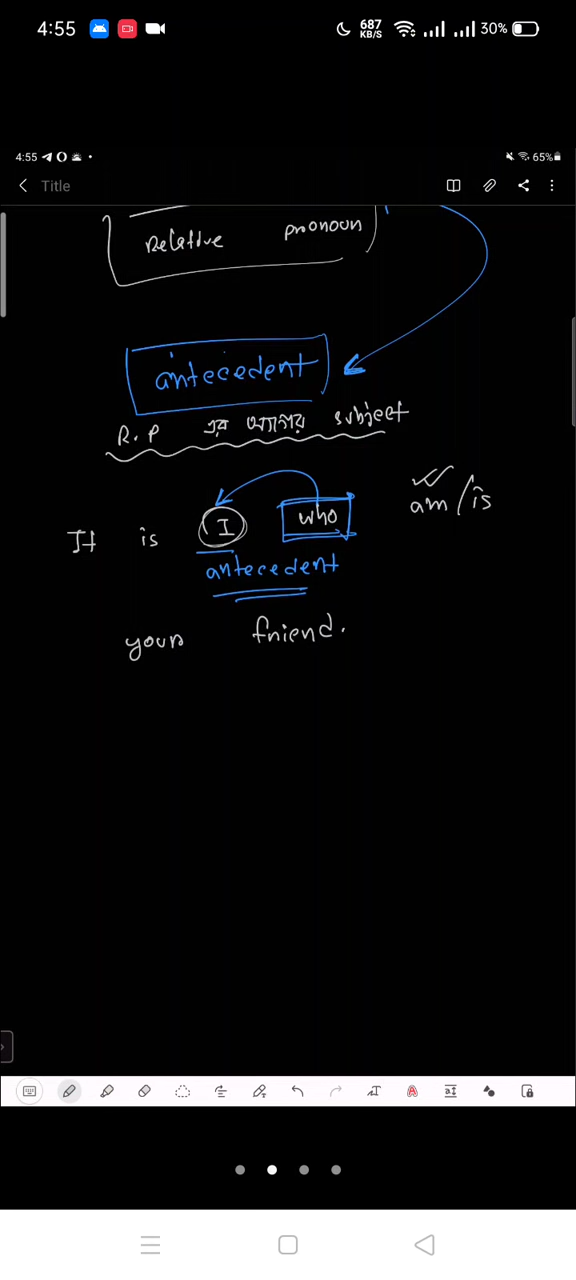 4:55 687 KB/S 30%
4:55 65%
Title
Relative pronoun
antecedent
R.P এর আগের subject
It is I who am/is
antecedent
your friend.